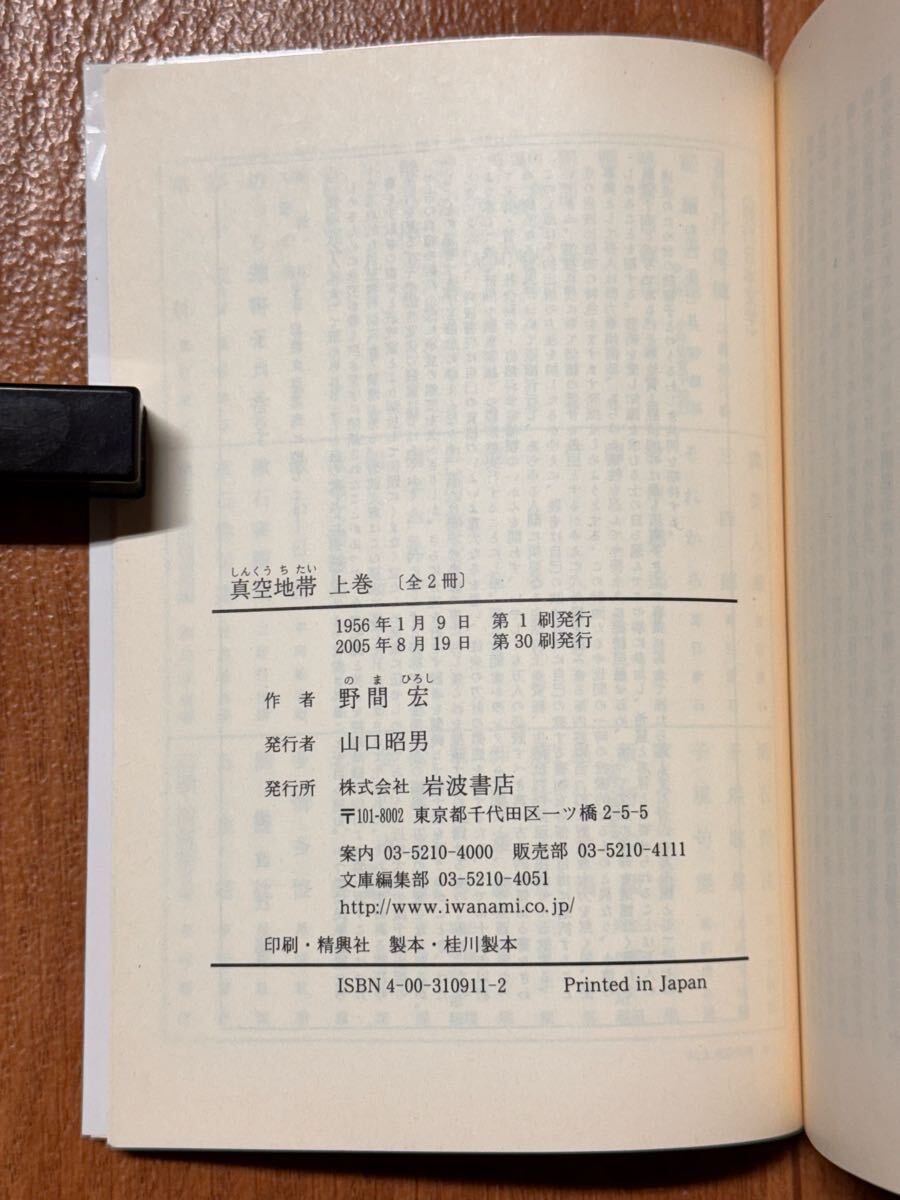 しんくう ち たい
真空地帯 上巻 〔全2冊〕
1956年1月9日 第1刷発行
2005年8月19日 第30刷発行
の ま ひろし
作者 野間 宏
発行者 山口昭男
発行所 株式会社 岩波書店
〒101-8002 東京都千代田区一ツ橋2-5-5
案内 03-5210-4000 販売部 03-5210-4111
文庫編集部 03-5210-4051
http://www.iwanami.co.jp/
印刷・精興社 製本・桂川製本
ISBN4-00-310911-2 Printed in Japan